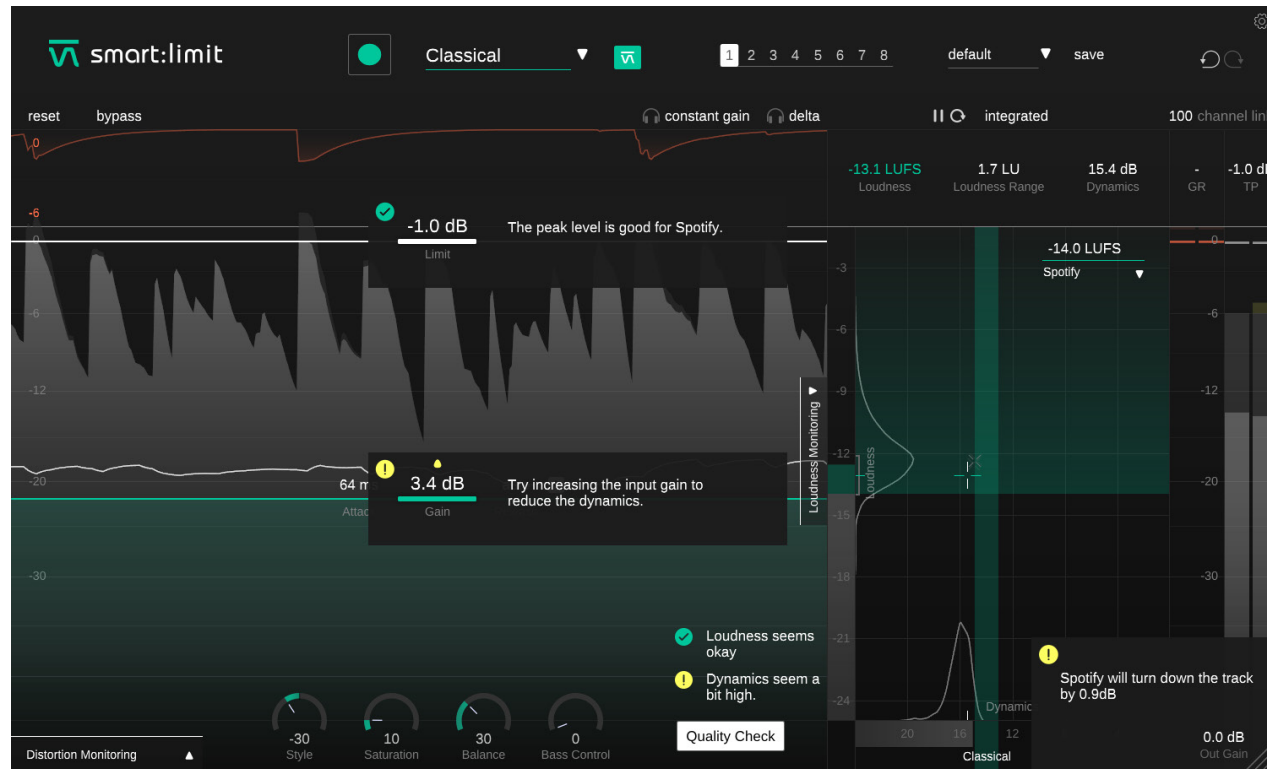 smart:limit
Classical
1 2 3 4 5 6 7 8
default
save
reset
bypass
constant gain
delta
integrated
100 channel lin
0
-6
0
-6
-12
-20
-30
-1.0 dB
Limit
The peak level is good for Spotify.
64 m
Attac
3.4 dB
Gain
Try increasing the input gain to
reduce the dynamics.
Loudness Monitoring
Loudness seems
okay
Dynamics seem a
bit high.
Quality Check
-30
Style
10
Saturation
30
Balance
0
Bass Control
Distortion Monitoring
-13.1 LUFS
Loudness
1.7 LU
Loudness Range
15.4 dB
Dynamics
-
GR
-1.0 dB
TP
-14.0 LUFS
Spotify
-3
-6
-9
-12
-15
-18
-21
-24
Loudness
Dynamic
20
16
12
Classical
0
-6
-12
-20
-30
Spotify will turn down the track
by 0.9dB
0.0 dB
Out Gain